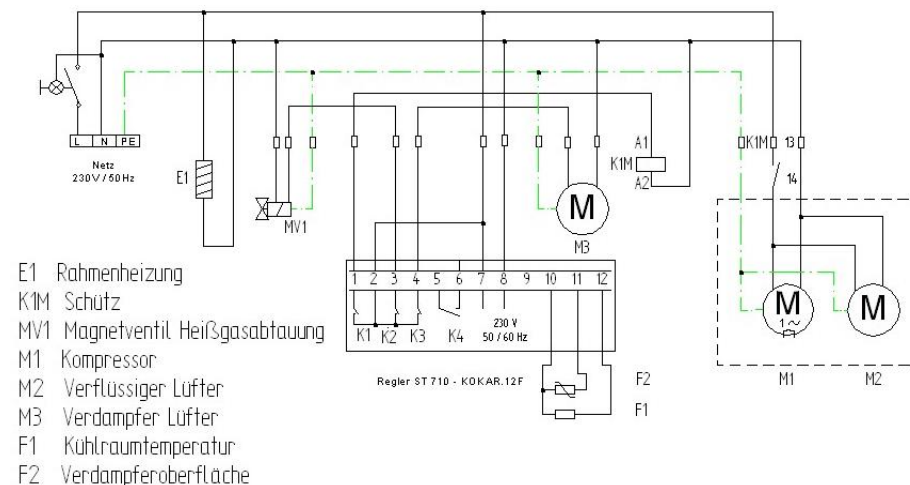 L N PE
Netz
230V / 50 Hz
E1
MV1
A1
K1M
A2
M
M3
K1M 13
14
M
1~
M
M1 M2
1 2 3 4 5 6 7 8 9 10 11 12
K1 K2 K3 K4
230 V
50 / 60 Hz
Regler ST 710 - KOKAR.12F
F2
F1
E1 Rahmenheizung
K1M Schütz
MV1 Magnetventil Heißgasabtauung
M1 Kompressor
M2 Verflüssiger Lüfter
M3 Verdampfer Lüfter
F1 Kühlraumtemperatur
F2 Verdampferoberfläche